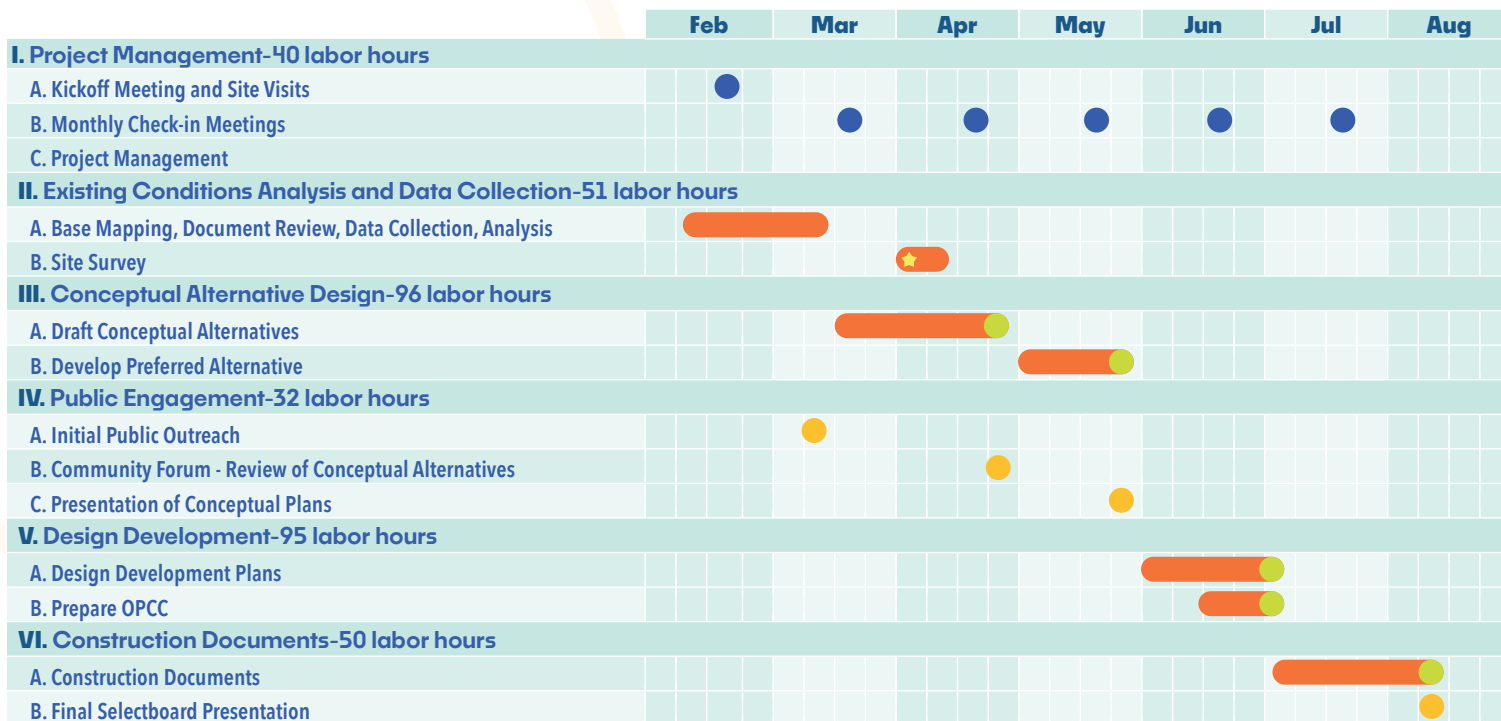 Feb Mar Apr May Jun Jul Aug
I. Project Management-40 labor hours
A. Kickoff Meeting and Site Visits
B. Monthly Check-in Meetings
C. Project Management
II. Existing Conditions Analysis and Data Collection-51 labor hours
A. Base Mapping, Document Review, Data Collection, Analysis
B. Site Survey
III. Conceptual Alternative Design-96 labor hours
A. Draft Conceptual Alternatives
B. Develop Preferred Alternative
IV. Public Engagement-32 labor hours
A. Initial Public Outreach
B. Community Forum - Review of Conceptual Alternatives
C. Presentation of Conceptual Plans
V. Design Development-95 labor hours
A. Design Development Plans
B. Prepare OPCC
VI. Construction Documents-50 labor hours
A. Construction Documents
B. Final Selectboard Presentation